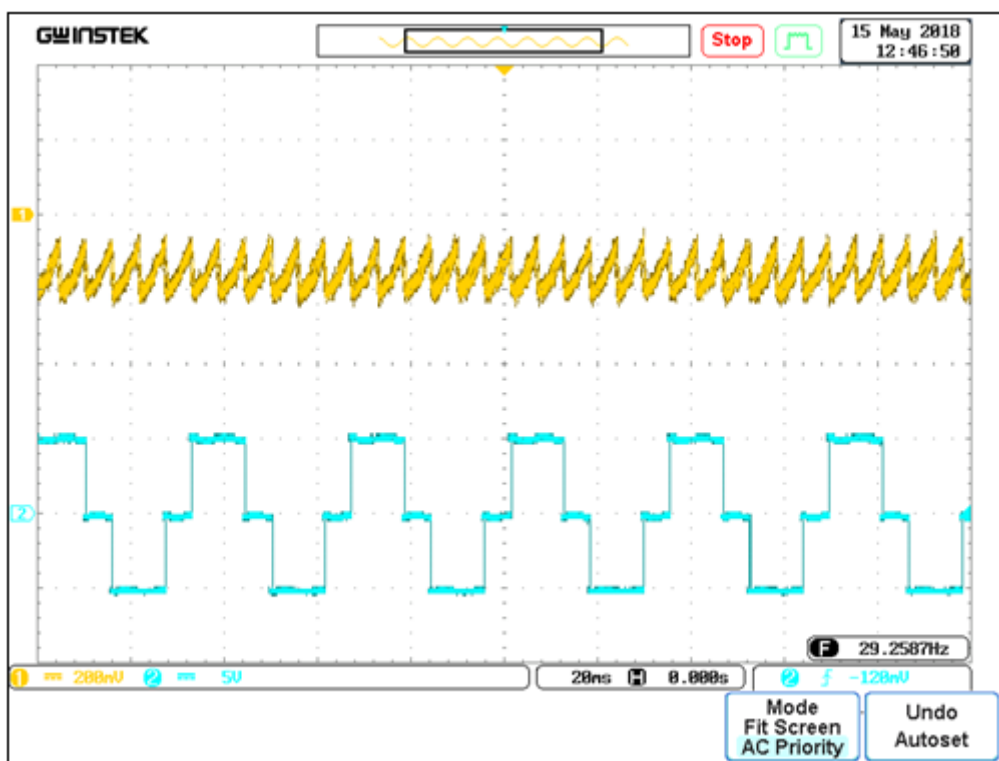 GWINSTEK
Stop
15 May 2018
12:46:50
1
2
F 29.2587Hz
1 200mV 2 5V
20ms H 0.000s
2 -120mV
Mode
Fit Screen
AC Priority
Undo
Autoset